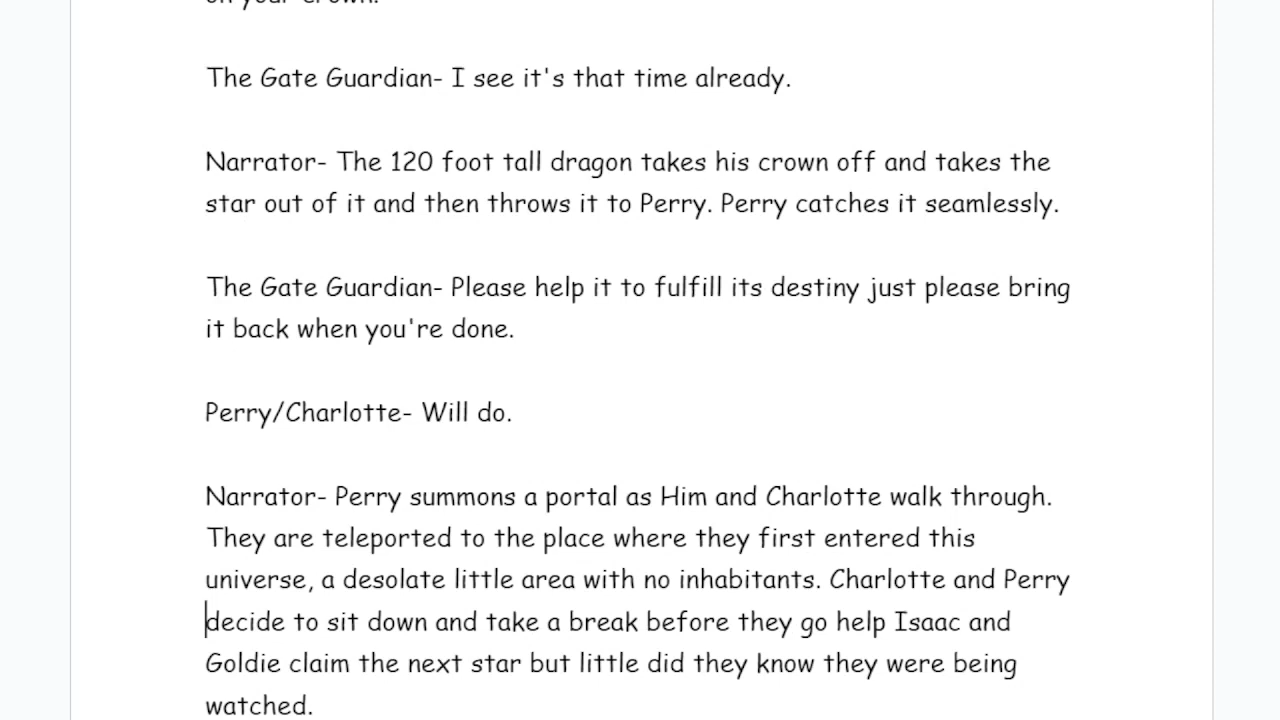 on your crown.
The Gate Guardian- I see it's that time already.
Narrator- The 120 foot tall dragon takes his crown off and takes the
star out of it and then throws it to Perry. Perry catches it seamlessly.
The Gate Guardian- Please help it to fulfill its destiny just please bring
it back when you're done.
Perry/Charlotte- Will do.
Narrator- Perry summons a portal as Him and Charlotte walk through.
They are teleported to the place where they first entered this
universe, a desolate little area with no inhabitants. Charlotte and Perry
decide to sit down and take a break before they go help Isaac and
Goldie claim the next star but little did they know they were being
watched.